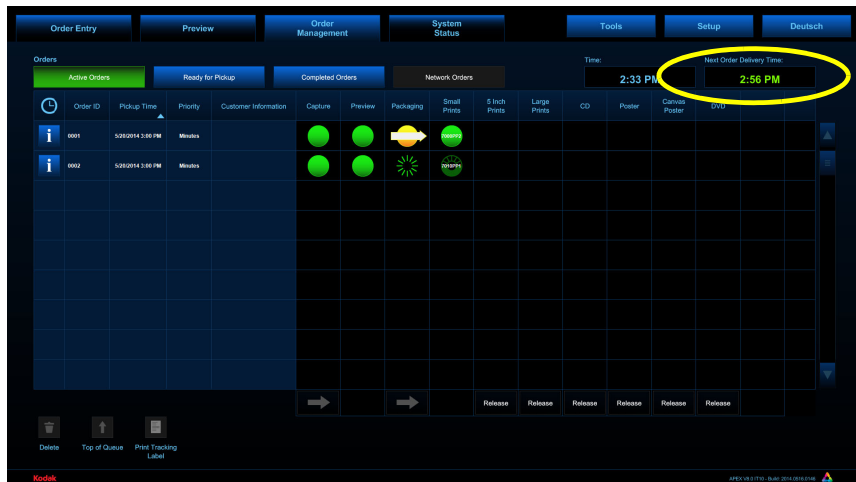 Order Entry
Preview
Order
Management
System
Status
Tools
Setup
Deutsch
Orders
Time:
Next Order Delivery Time:
Active Orders
Ready for Pickup
Completed Orders
Network Orders
2:33 PM
2:56 PM
Order ID
Pickup Time
Priority
Customer Information
Capture
Preview
Packaging
Small
Prints
5 Inch
Prints
Large
Prints
CD
Poster
Canvas
Poster
DVD
i
0001
5/20/2014 3:00 PM
Minutes
i
0002
5/20/2014 3:00 PM
Minutes
Release
Release
Release
Release
Release
Release
Delete
Top of Queue
Print Tracking
Label
Kodak